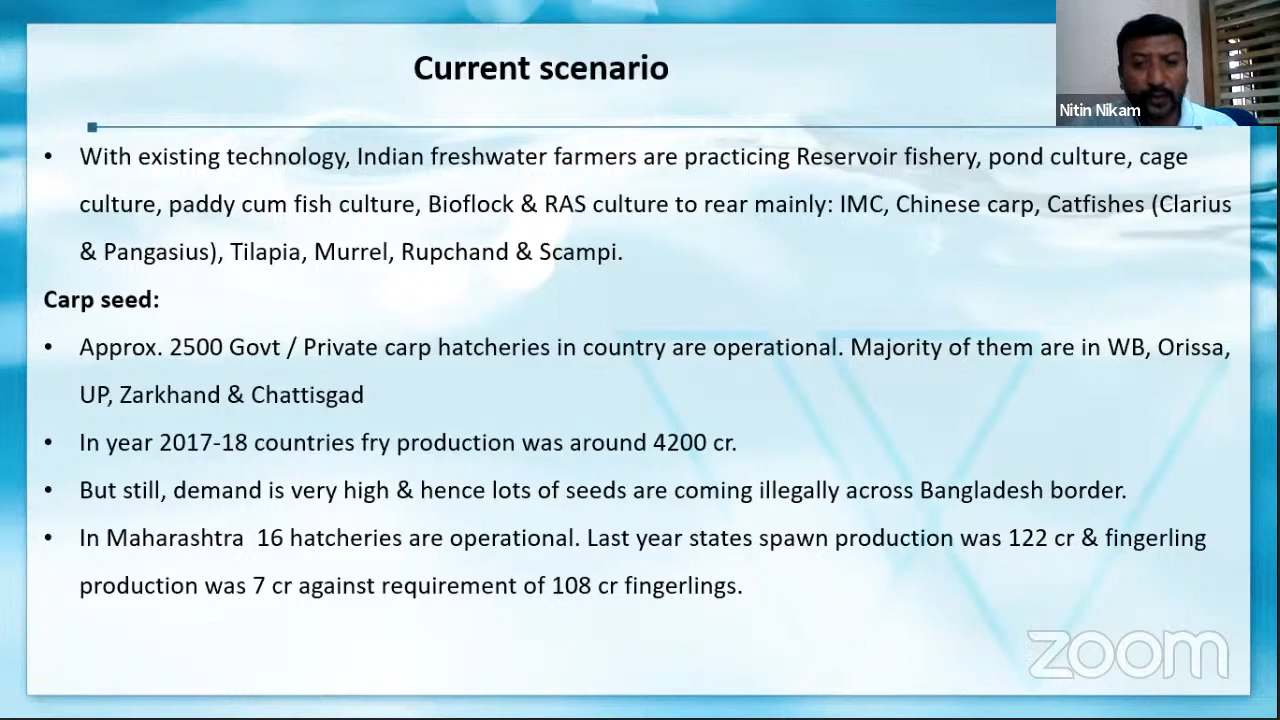 Current scenario
Nitin Nikam
• With existing technology, Indian freshwater farmers are practicing Reservoir fishery, pond culture, cage
culture, paddy cum fish culture, Bioflock & RAS culture to rear mainly: IMC, Chinese carp, Catfishes (Clarius
& Pangasius), Tilapia, Murrel, Rupchand & Scampi.
Carp seed:
• Approx. 2500 Govt / Private carp hatcheries in country are operational. Majority of them are in WB, Orissa,
UP, Zarkhand & Chattisgad
• In year 2017-18 countries fry production was around 4200 cr.
• But still, demand is very high & hence lots of seeds are coming illegally across Bangladesh border.
• In Maharashtra 16 hatcheries are operational. Last year states spawn production was 122 cr & fingerling
production was 7 cr against requirement of 108 cr fingerlings.
zoom